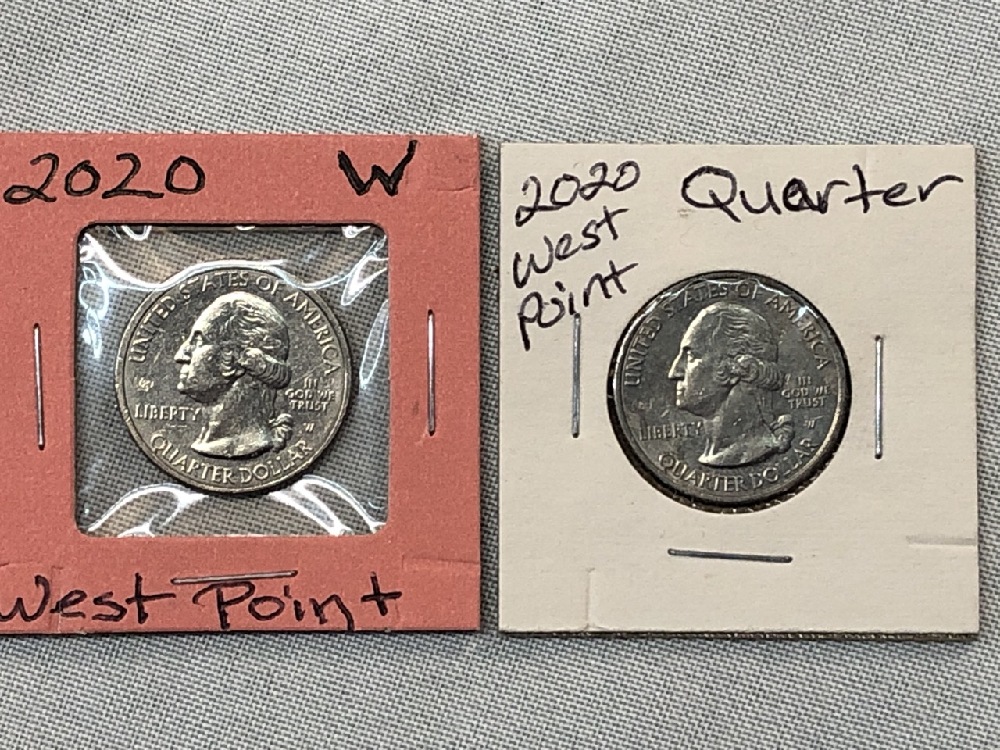 2020 W
UNITED STATES OF AMERICA
LIBERTY
IN
GOD WE
TRUST
W
QUARTER DOLLAR
West Point
2020
West
Point
Quarter
UNITED STATES OF AMERICA
LIBERTY
IN
GOD WE
TRUST
W
QUARTER DOLLAR